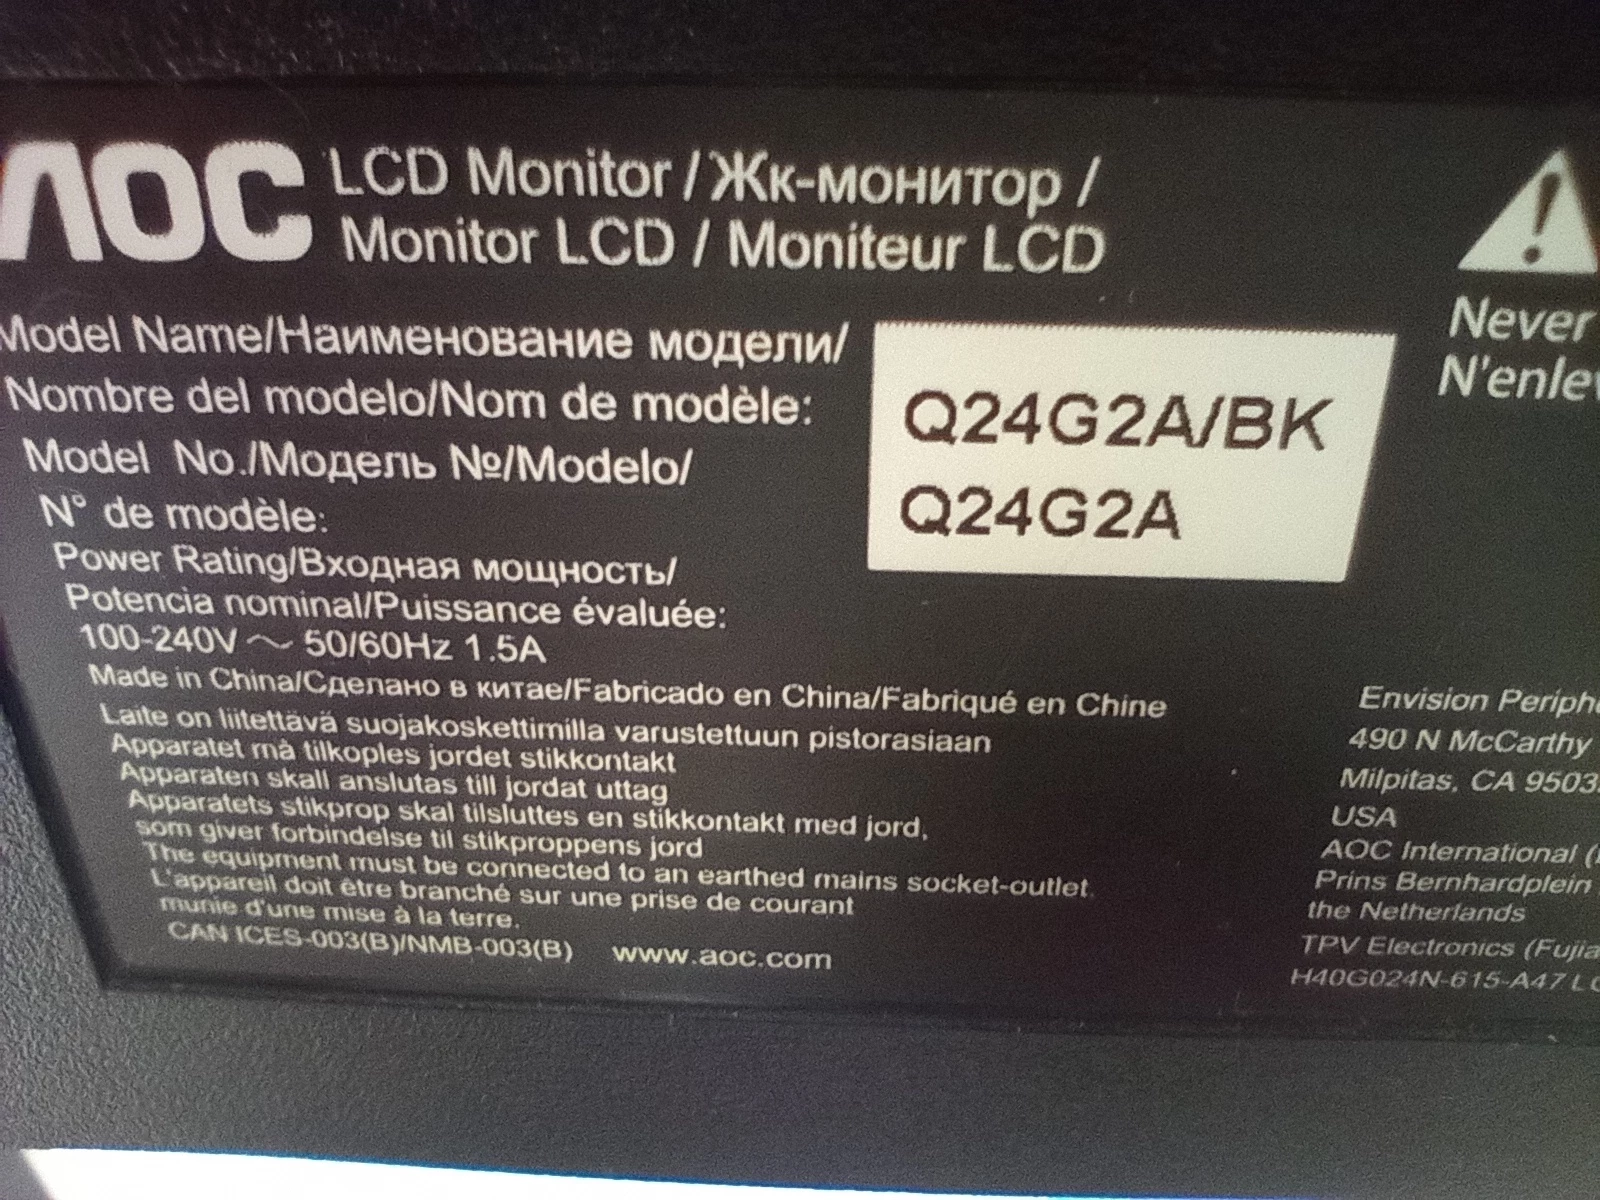 AOC LCD Monitor / Жк-монитор /
Monitor LCD / Moniteur LCD
Model Name/Наименование модели/
Nombre del modelo/Nom de modèle:
Q24G2A/BK
Model No./Модель №/Modelo/
N° de modèle:
Q24G2A
Power Rating/Входная мощность/
Potencia nominal/Puissance évaluée:
100-240V ~ 50/60Hz 1.5A
Made in China/Сделано в китае/Fabricado en China/Fabriqué en Chine
Laite on liitettävä suojakoskettimilla varustettuun pistorasiaan
Apparatet må tilkoples jordet stikkontakt
Apparaten skall anslutas till jordat uttag
Apparatets stikprop skal tilsluttes en stikkontakt med jord,
som giver forbindelse til stikproppens jord
The equipment must be connected to an earthed mains socket-outlet.
L'appareil doit être branché sur une prise de courant
munie d'une mise à la terre.
CAN ICES-003(B)/NMB-003(B) www.aoc.com
Never
N'enlev
Envision Periphe
490 N McCarthy
Milpitas, CA 9503
USA
AOC International (
Prins Bernhardplein
the Netherlands
TPV Electronics (Fujia
H40G024N-615-A47